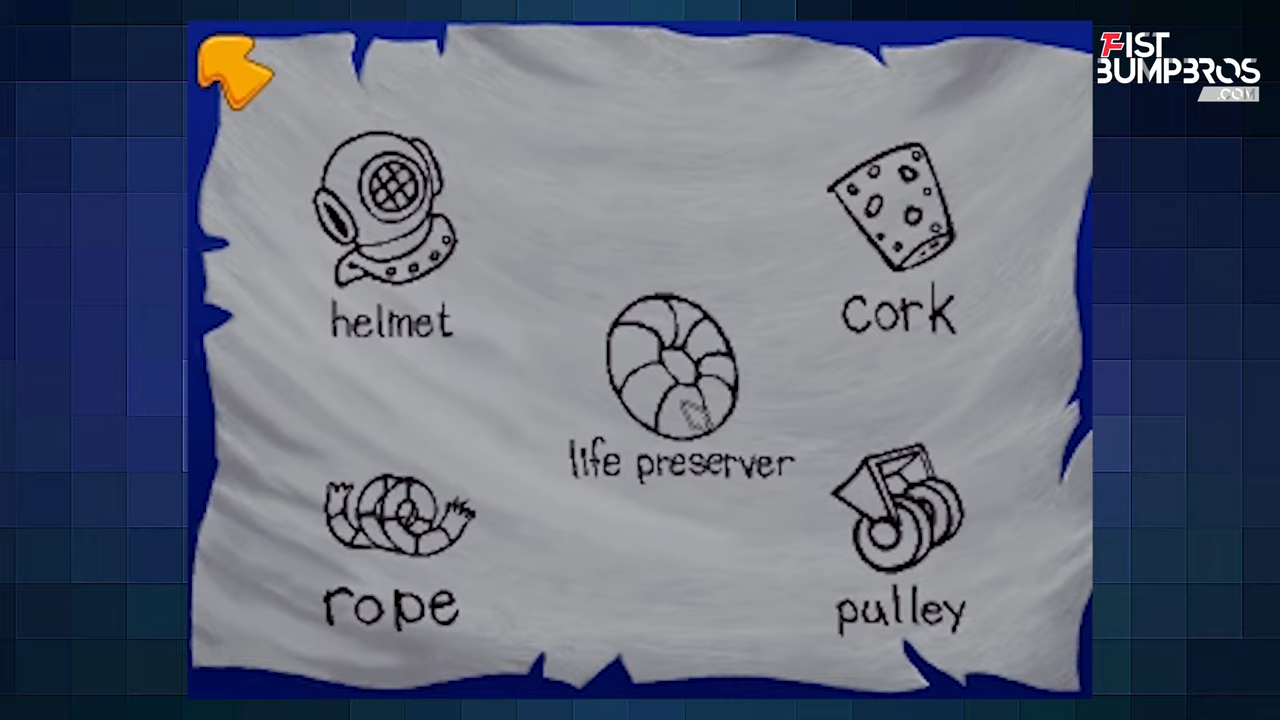 FIST
BUMPBROS
.COM
helmet
cork
life preserver
rope
pulley